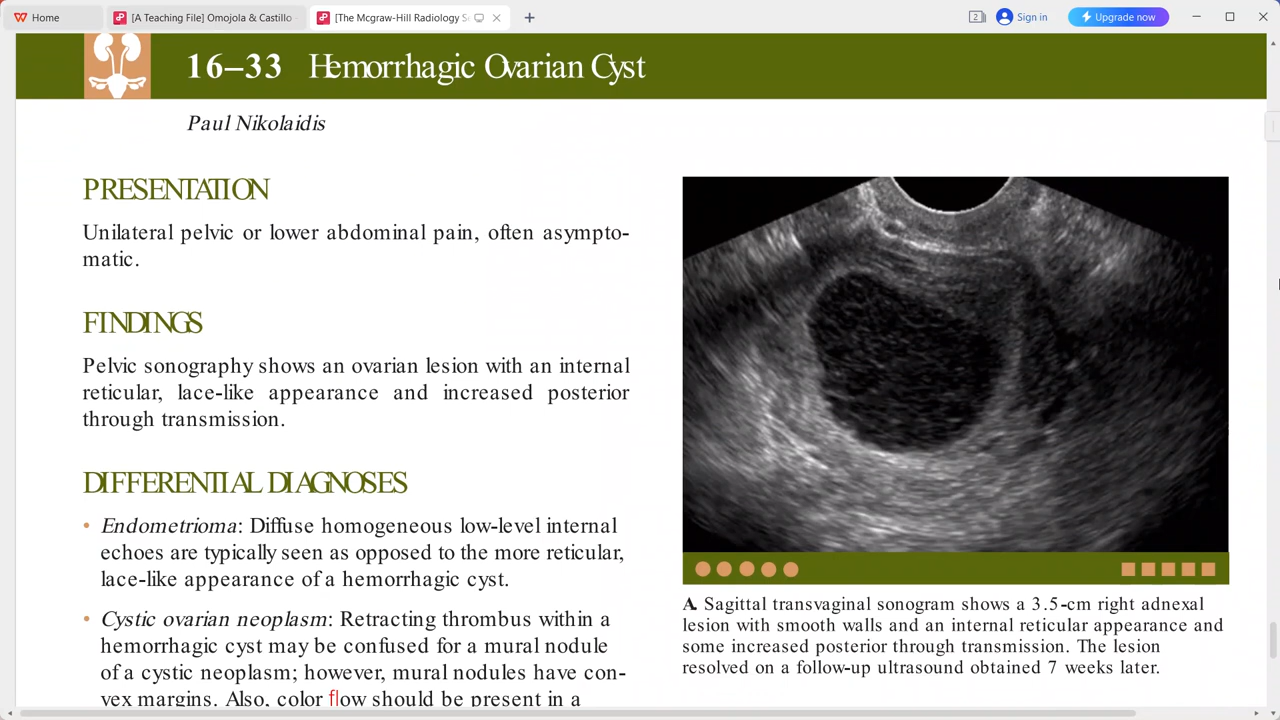 Home
[A Teaching File] Omojola & Castillo
[The Mcgraw-Hill Radiology S
2
Sign in
Upgrade now
16–33 Hemorrhagic Ovarian Cyst
Paul Nikolaidis
PRESENTATION
Unilateral pelvic or lower abdominal pain, often asympto-
matic.
FINDINGS
Pelvic sonography shows an ovarian lesion with an internal
reticular, lace-like appearance and increased posterior
through transmission.
DIFFERENTIAL DIAGNOSES
• Endometrioma: Diffuse homogeneous low-level internal
echoes are typically seen as opposed to the more reticular,
lace-like appearance of a hemorrhagic cyst.
• Cystic ovarian neoplasm: Retracting thrombus within a
hemorrhagic cyst may be confused for a mural nodule
of a cystic neoplasm; however, mural nodules have con-
vex margins. Also, color flow should be present in a
A. Sagittal transvaginal sonogram shows a 3.5-cm right adnexal
lesion with smooth walls and an internal reticular appearance and
some increased posterior through transmission. The lesion
resolved on a follow-up ultrasound obtained 7 weeks later.